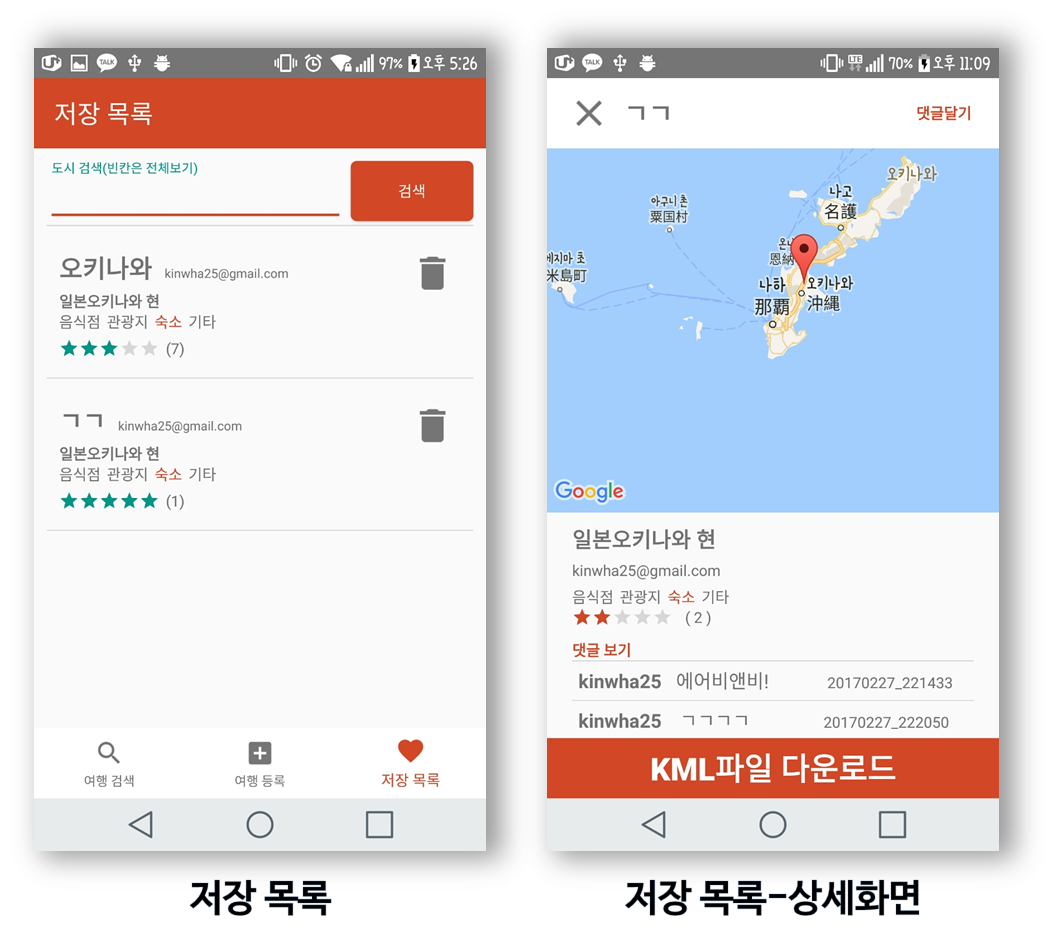 97% 오후 5:26
저장 목록
도시 검색(빈칸은 전체보기)
검색
오키나와 kinwha25@gmail.com
일본오키나와 현
음식점 관광지 숙소 기타
(7)
ㄱㄱ kinwha25@gmail.com
일본오키나와 현
음식점 관광지 숙소 기타
(1)
여행 검색 여행 등록 저장 목록
저장 목록
TALK LTE 70% 오후 11:09
ㄱㄱ 댓글달기
오키나와
나고
名護
아구니 촌
粟国村
온나
恩納
메지마 초
米島町
나하
那覇
오키나와
沖縄
Google
일본오키나와 현
kinwha25@gmail.com
음식점 관광지 숙소 기타
( 2 )
댓글 보기
kinwha25 에어비앤비! 20170227_221433
kinwha25 ㄱㄱㄱㄱ 20170227_222050
KML파일 다운로드
저장 목록-상세화면